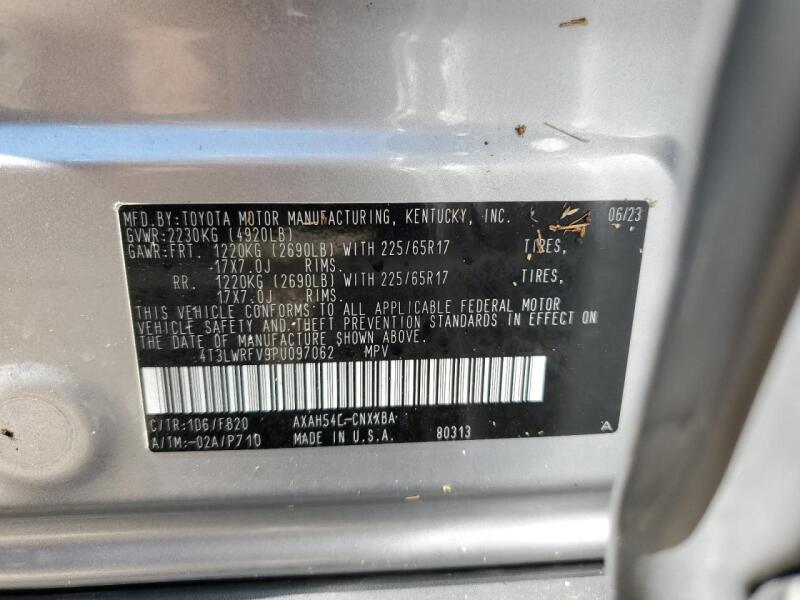 MFD.BY:TOYOTA MOTOR MANUFACTURING, KENTUCKY, INC. 06/23
GVWR:2230KG (4920LB)
GAWR:FRT. 1220KG (2690LB) WITH 225/65R17 TIRES,
17X7.0J RIMS.
RR. 1220KG (2690LB) WITH 225/65R17 TIRES,
17X7.0J RIMS.
THIS VEHICLE CONFORMS TO ALL APPLICABLE FEDERAL MOTOR
VEHICLE SAFETY AND THEFT PREVENTION STANDARDS IN EFFECT ON
THE DATE OF MANUFACTURE SHOWN ABOVE.
4T3LWRFV9PU097062 MPV
C/TR:1D6/FB20 AXAH54L-CNXXBA
A/TM:-02A/P710 MADE IN U.S.A. 80313 A